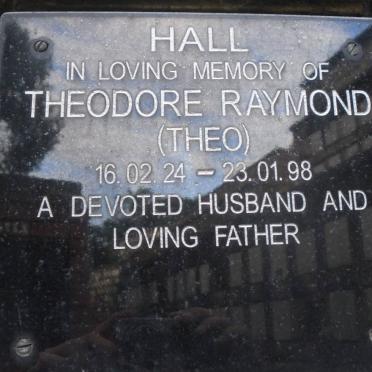 HALL
IN LOVING MEMORY OF
THEODORE RAYMOND
(THEO)
16.02.24 – 23.01.98
A DEVOTED HUSBAND AND
LOVING FATHER